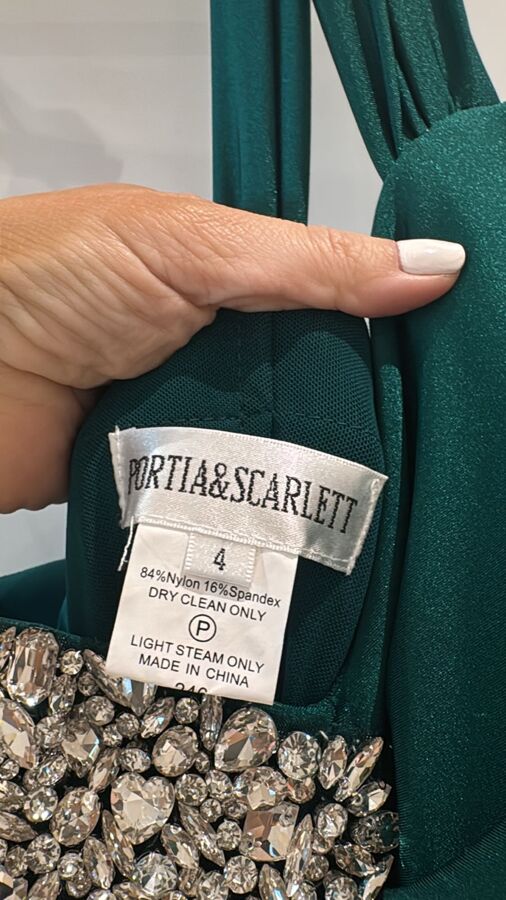 PORTIA&SCARLETT
4
84%Nylon 16%Spandex
DRY CLEAN ONLY
P
LIGHT STEAM ONLY
MADE IN CHINA